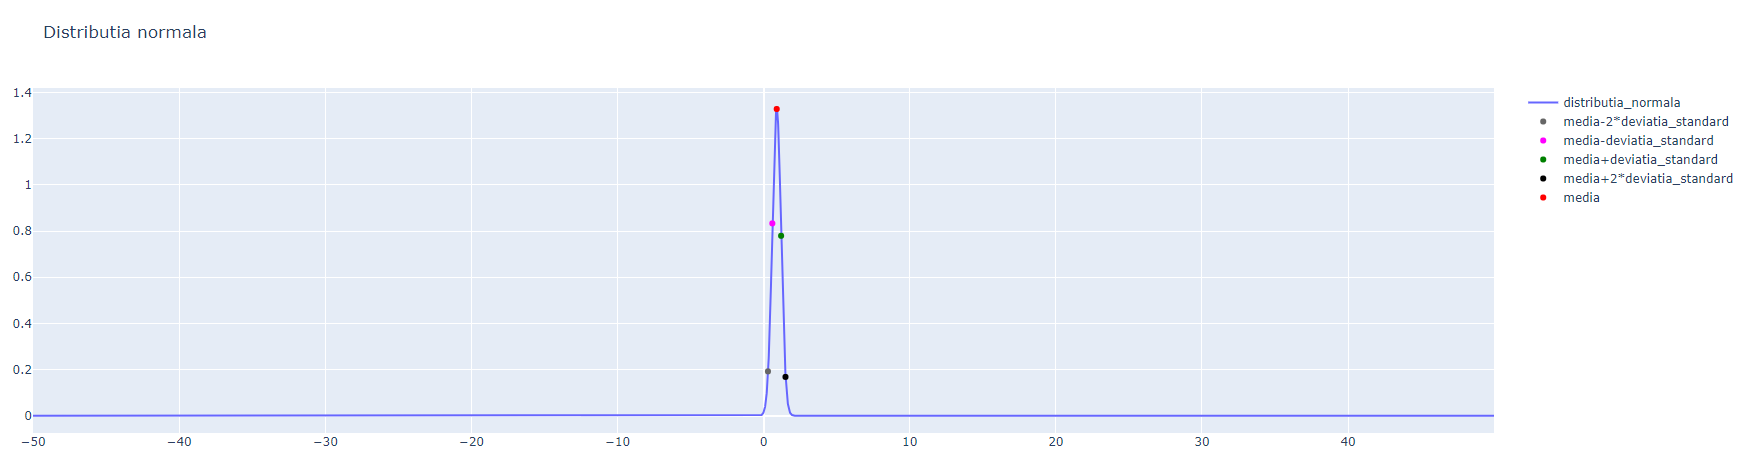 Distributia normala
1.4
1.2
1
0.8
0.6
0.4
0.2
0
−50
−40
−30
−20
−10
0
10
20
30
40
distributia_normala
media-2*deviatia_standard
media-deviatia_standard
media+deviatia_standard
media+2*deviatia_standard
media